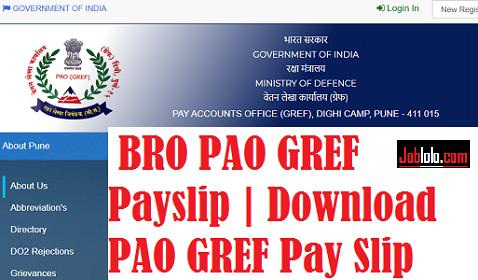 GOVERNMENT OF INDIA
Login In
New Regi
भारत सरकार
GOVERNMENT OF INDIA
रक्षा मंत्रालय
MINISTRY OF DEFENCE
वेतन लेखा कार्यालय (ग्रेफ)
PAY ACCOUNTS OFFICE (GREF), DIGHI CAMP, PUNE - 411 015
PAO (GREF)
About Pune
About Us
Abbreviation's
Directory
DO2 Rejections
Grievances
BRO PAO GREF
Payslip | Download
PAO GREF Pay Slip
Joblolo.com